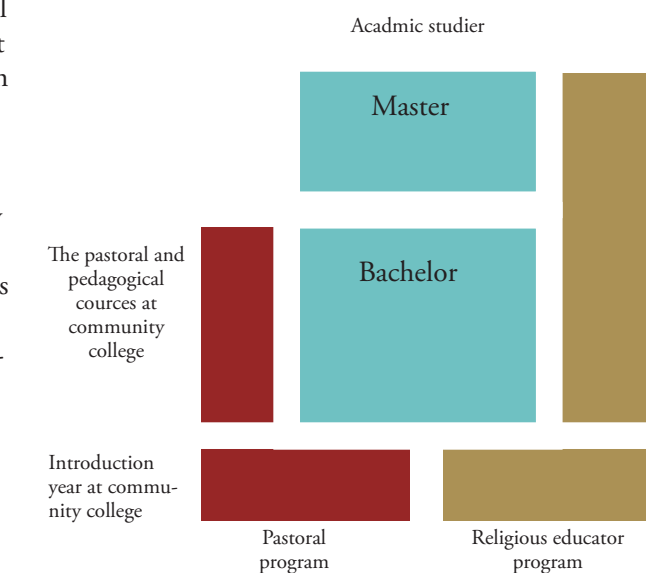 Acadmic studier
Master
The pastoral and
pedagogical
cources at
community
college
Bachelor
Introduction
year at commu-
nity college
Pastoral
program
Religious educator
program